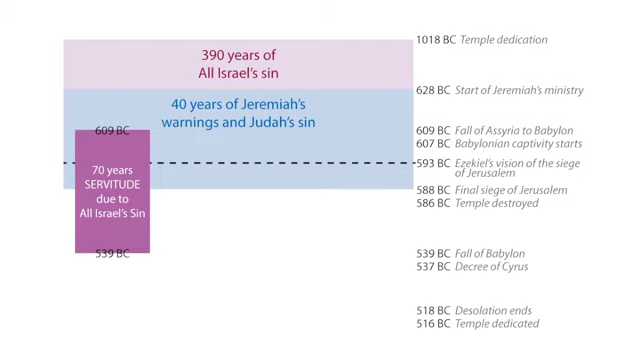 1018 BC Temple dedication
390 years of
All Israel's sin
628 BC Start of Jeremiah's ministry
40 years of Jeremiah's
warnings and Judah's sin
609 BC
609 BC Fall of Assyria to Babylon
607 BC Babylonian captivity starts
593 BC Ezekiel's vision of the siege
of Jerusalem
70 years
SERVITUDE
due to
All Israel's Sin
588 BC Final siege of Jerusalem
586 BC Temple destroyed
539 BC
539 BC Fall of Babylon
537 BC Decree of Cyrus
518 BC Desolation ends
516 BC Temple dedicated